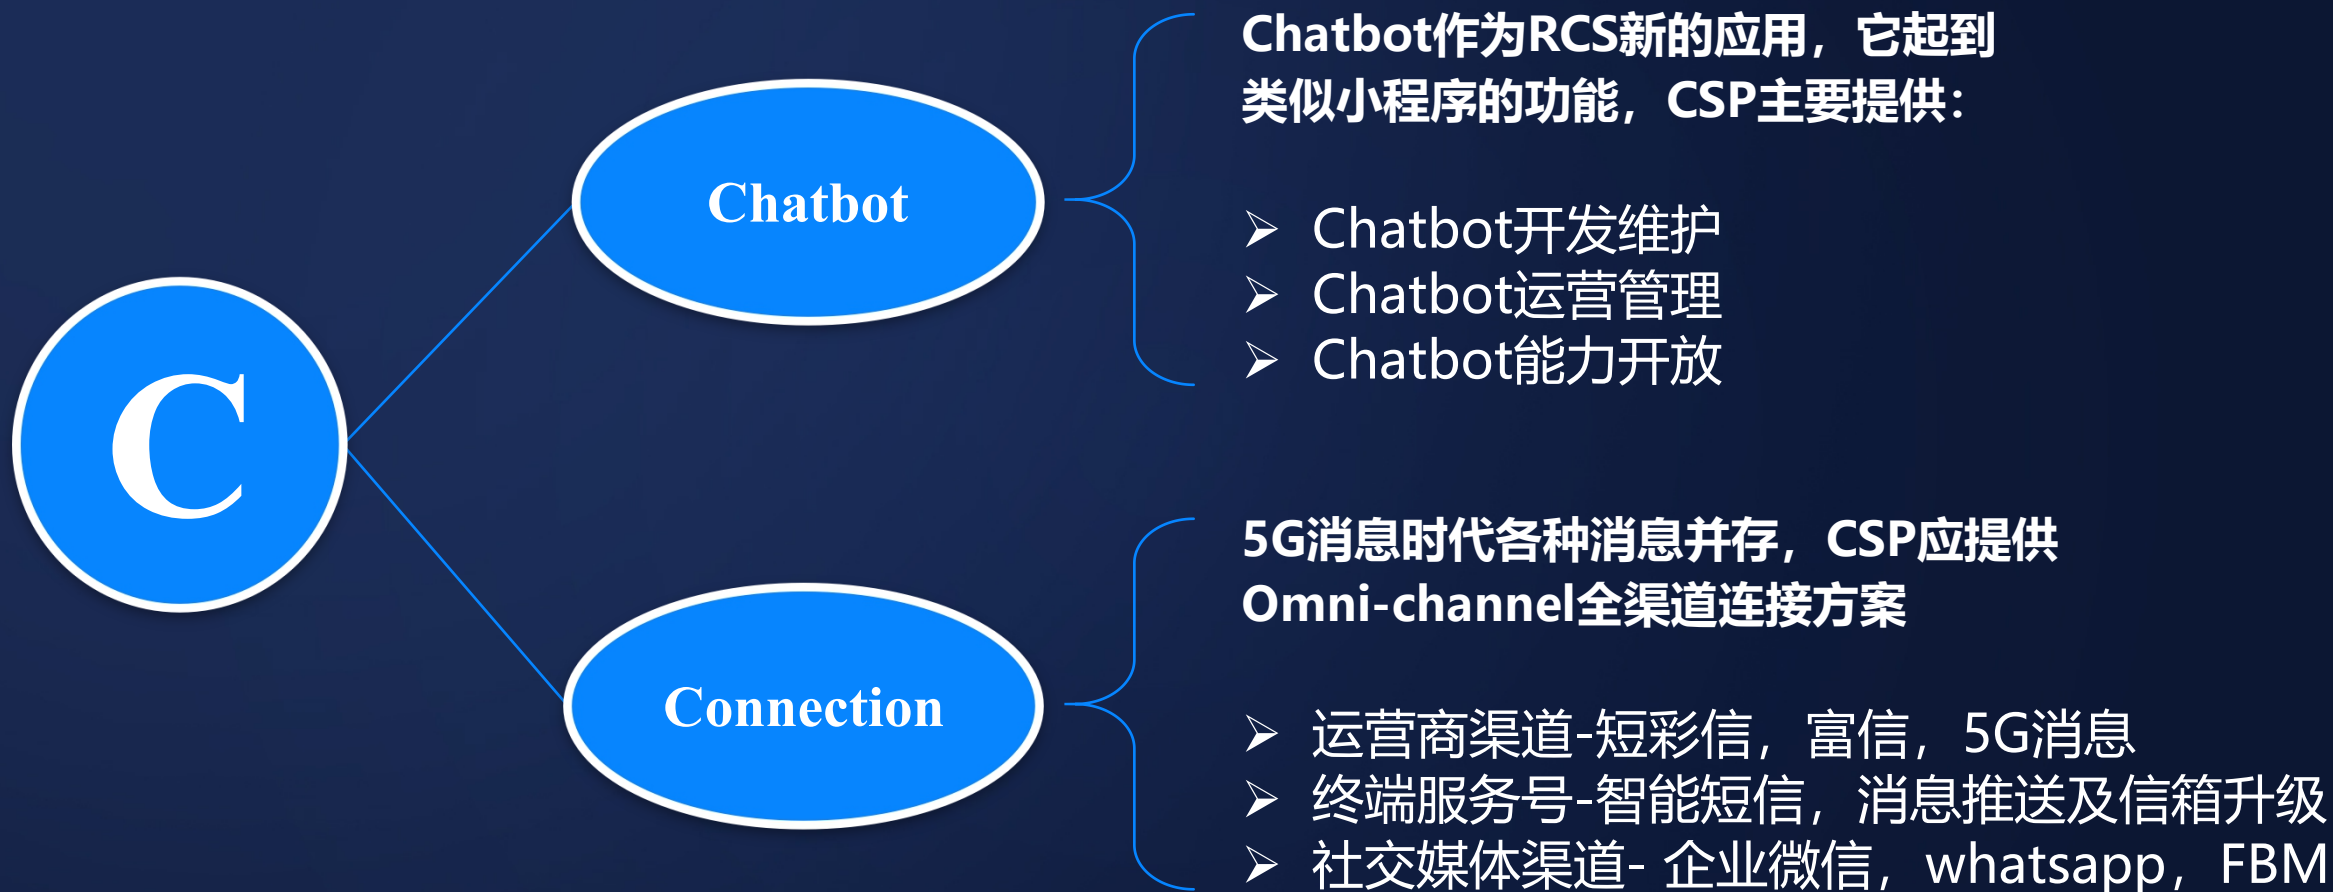 C
Chatbot
Chatbot作为RCS新的应用，它起到
类似小程序的功能，CSP主要提供：
➢ Chatbot开发维护
➢ Chatbot运营管理
➢ Chatbot能力开放
Connection
5G消息时代各种消息并存，CSP应提供
Omni-channel全渠道连接方案
➢ 运营商渠道-短彩信，富信，5G消息
➢ 终端服务号-智能短信，消息推送及信箱升级
➢ 社交媒体渠道- 企业微信，whatsapp，FBM